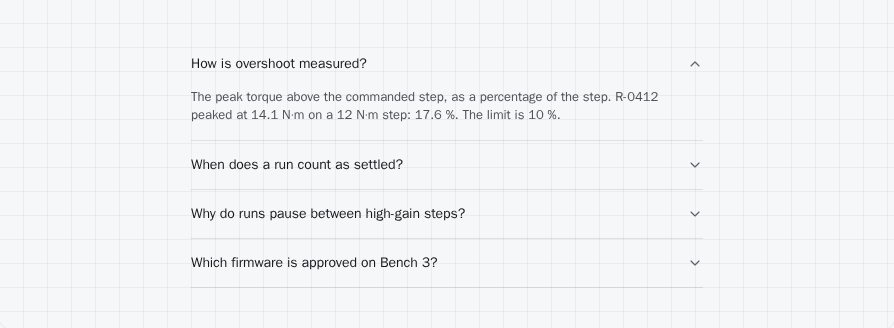 How is overshoot measured?
The peak torque above the commanded step, as a percentage of the step. R-0412
peaked at 14.1 N·m on a 12 N·m step: 17.6 %. The limit is 10 %.
When does a run count as settled?
Why do runs pause between high-gain steps?
Which firmware is approved on Bench 3?